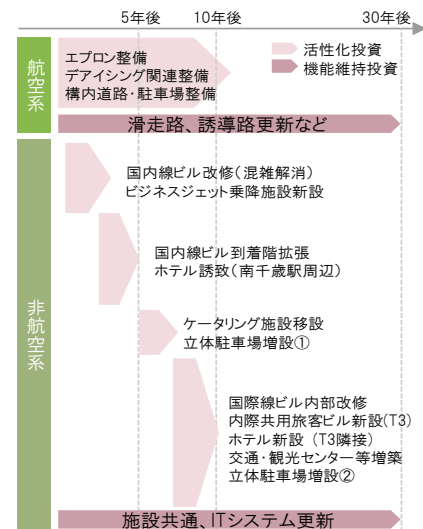 5年後 10年後 30年後
活性化投資
機能維持投資
航空系
エプロン整備
デアイシング関連整備
構内道路・駐車場整備
滑走路、誘導路更新など
非航空系
国内線ビル改修(混雑解消)
ビジネスジェット乗降施設新設
国内線ビル到着階拡張
ホテル誘致(南千歳駅周辺)
ケータリング施設移設
立体駐車場増設①
国際線ビル内部改修
内際共用旅客ビル新設(T3)
ホテル新設 (T3隣接)
交通・観光センター等増築
立体駐車場増設②
施設共通、ITシステム更新